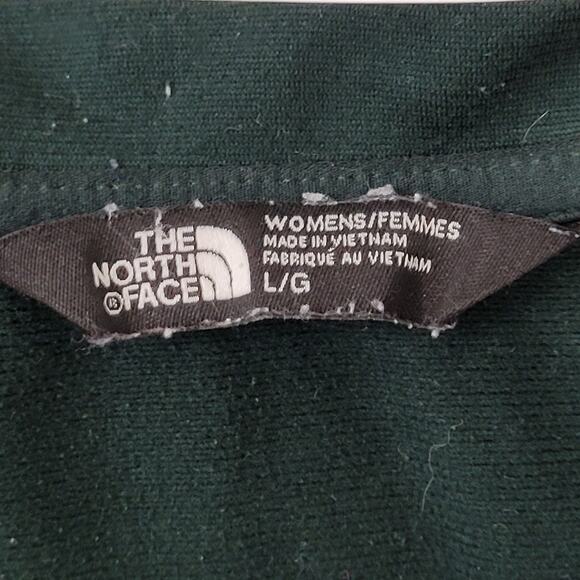 THE
NORTH
FACE
WOMENS/FEMMES
MADE IN VIETNAM
FABRIQUÉ AU VIETNAM
L/G